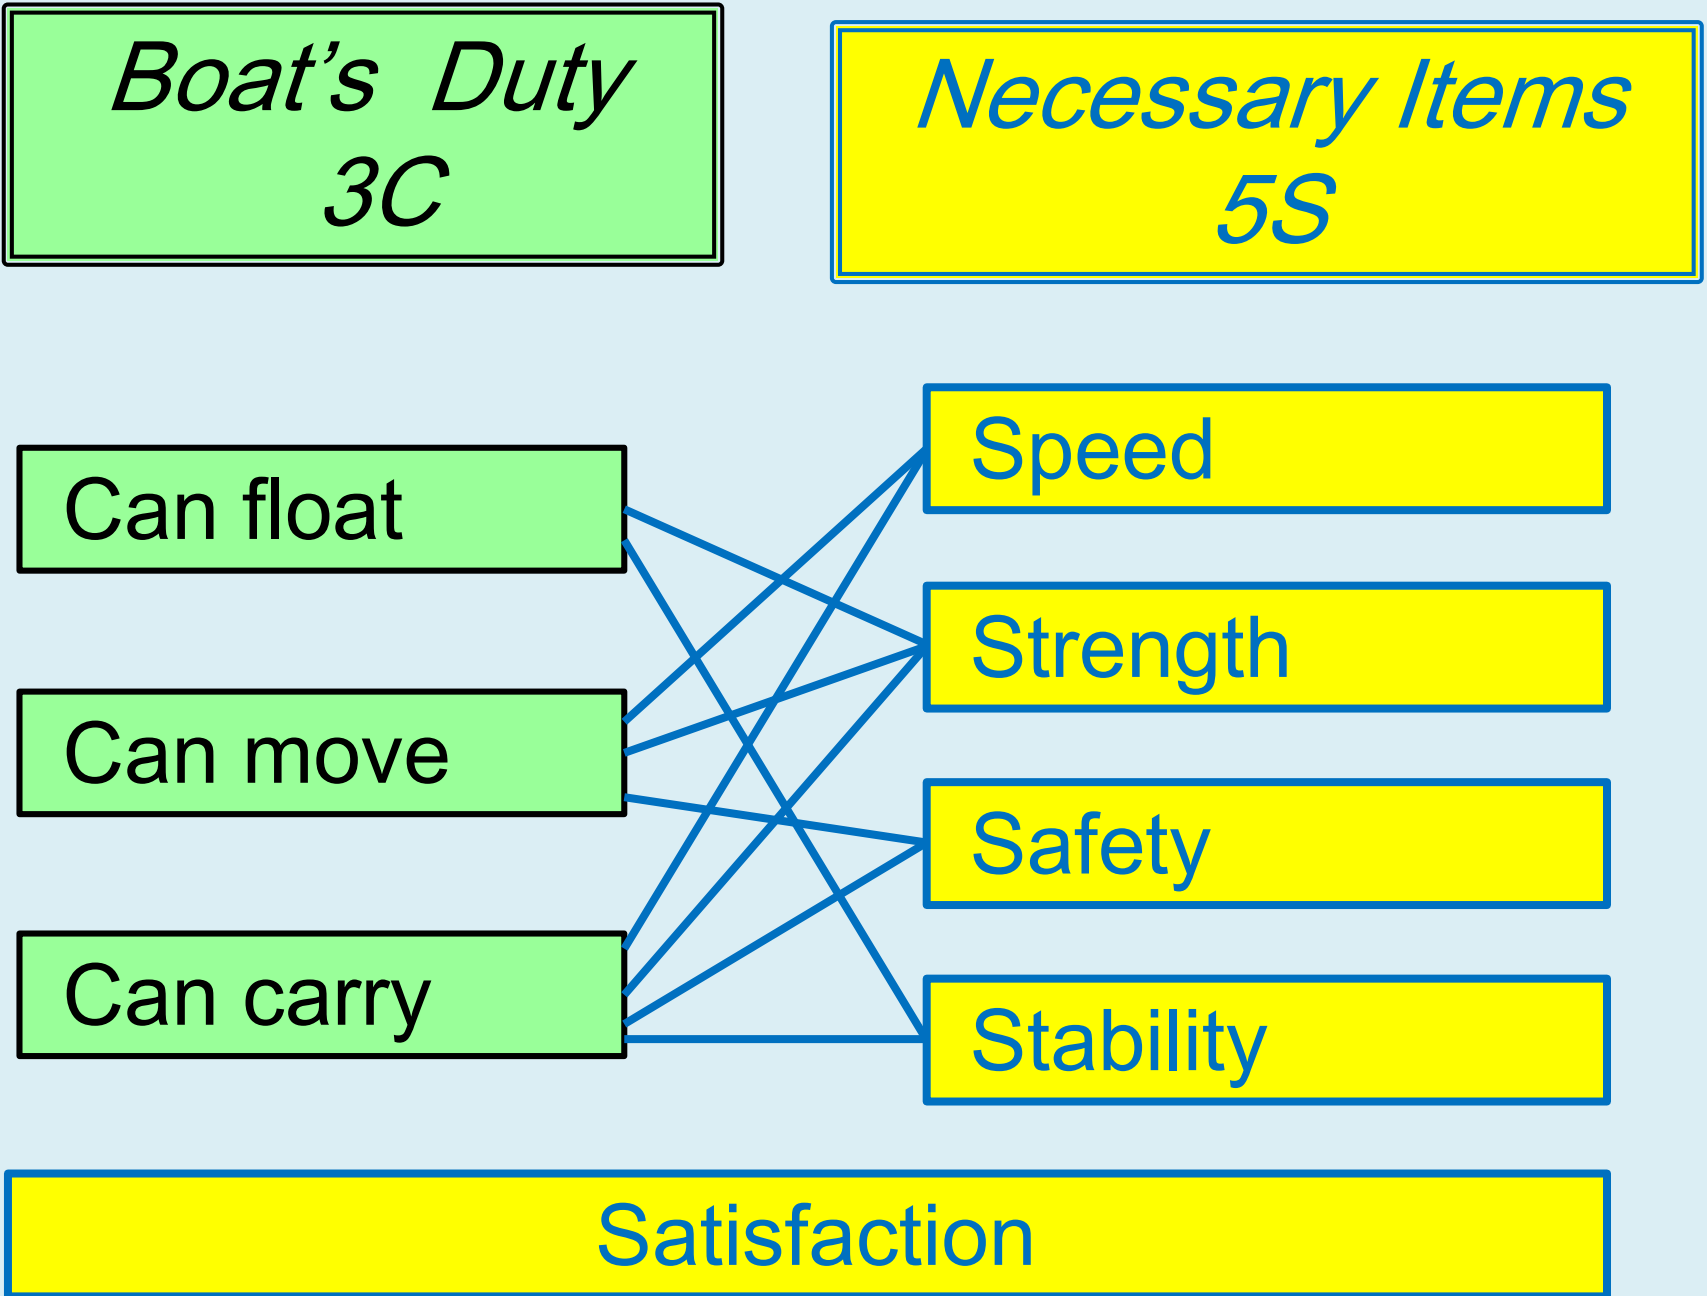 Boat’s Duty
3C
Necessary Items
5S
Can float
Can move
Can carry
Speed
Strength
Safety
Stability
Satisfaction